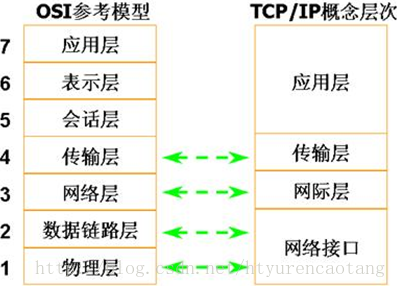 OSI参考模型
TCP/IP概念层次
7 应用层
6 表示层
5 会话层
应用层
4 传输层
传输层
3 网络层
网际层
2 数据链路层
1 物理层
网络接口
http://blog.csdn.net/htyurencaotang